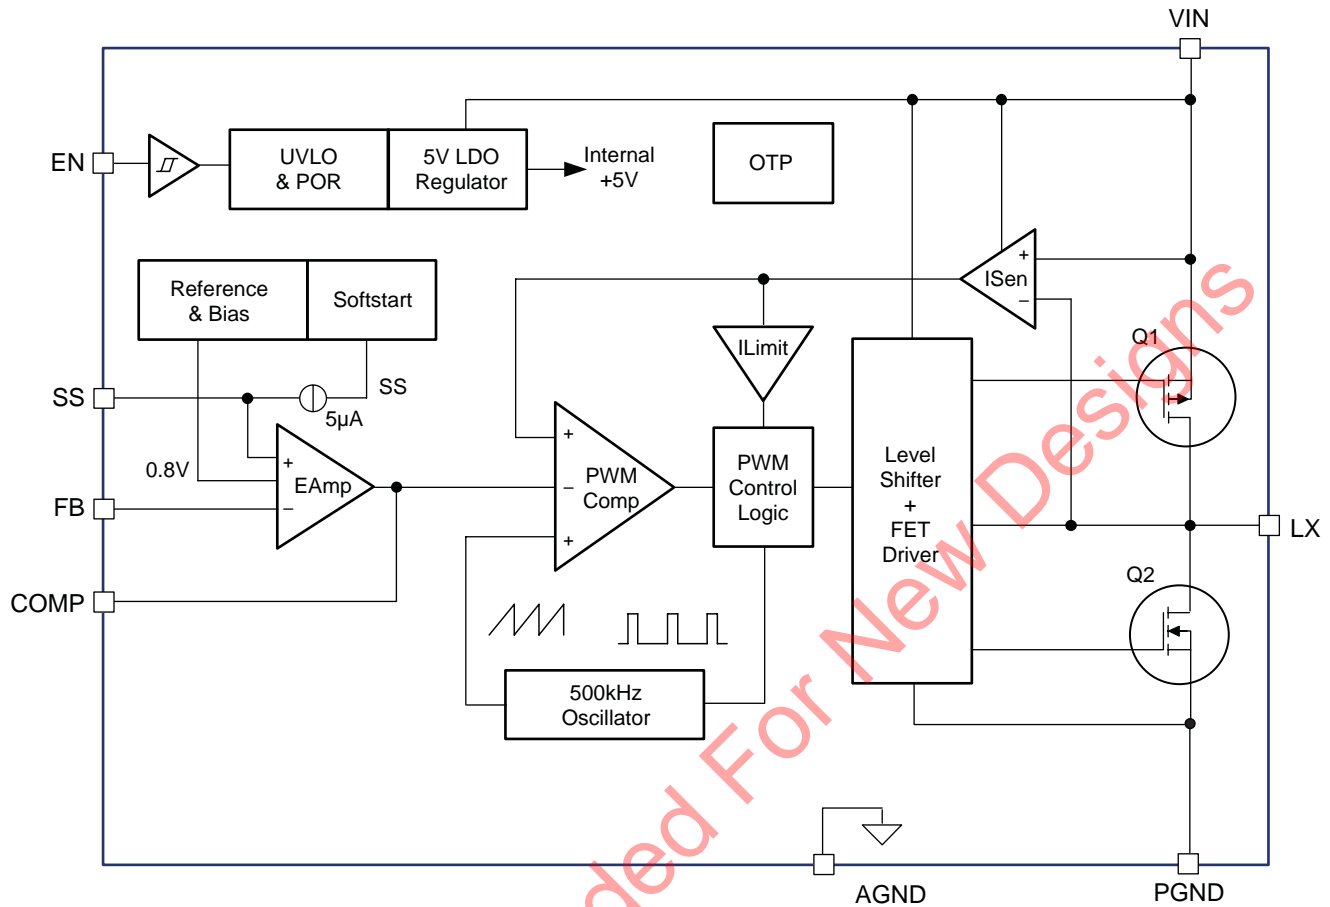 VIN
EN
UVLO
& POR
5V LDO
Regulator
Internal
+5V
OTP
Reference
& Bias
Softstart
+
ISen
−
ILimit
Q1
SS
SS
5µA
0.8V
+
EAmp
−
FB
+
−
PWM
Comp
+
PWM
Control
Logic
Level
Shifter
+
FET
Driver
LX
COMP
Q2
500kHz
Oscillator
AGND
PGND
ded For New Designs